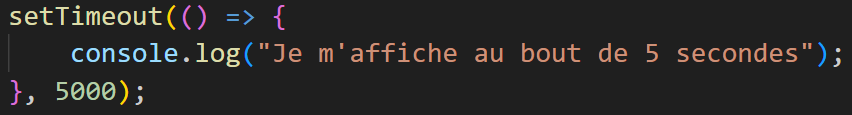 setTimeout(() => {
    console.log("Je m'affiche au bout de 5 secondes");
}, 5000);